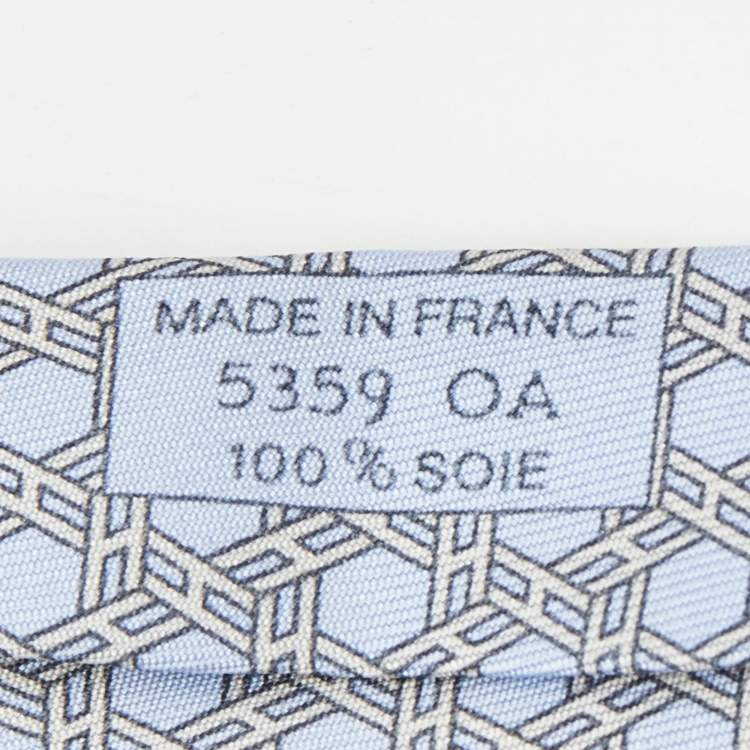 MADE IN FRANCE
5359 OA
100% SOIE